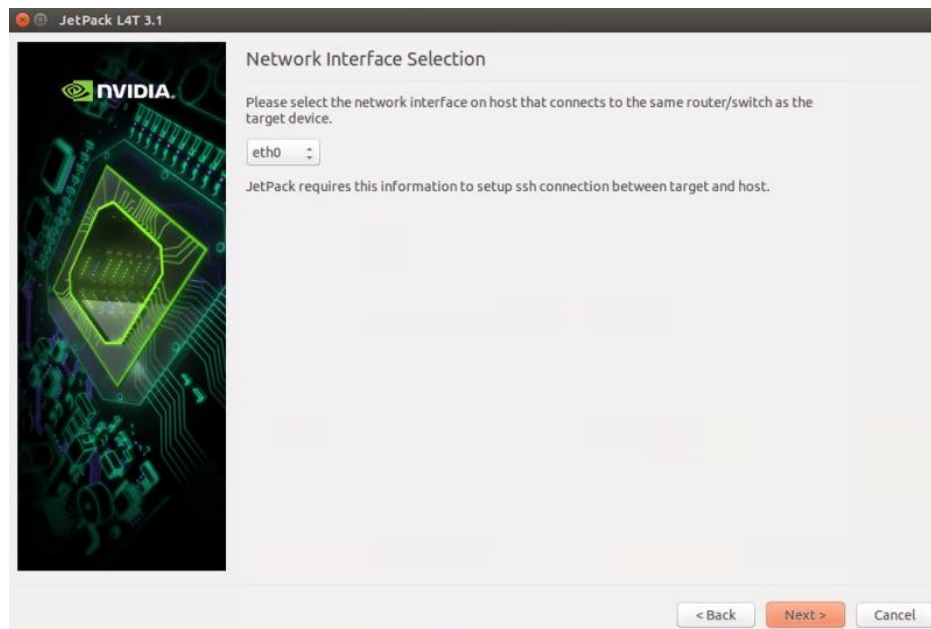 JetPack L4T 3.1
NVIDIA.
Network Interface Selection
Please select the network interface on host that connects to the same router/switch as the
target device.
eth0
JetPack requires this information to setup ssh connection between target and host.
< Back
Next >
Cancel